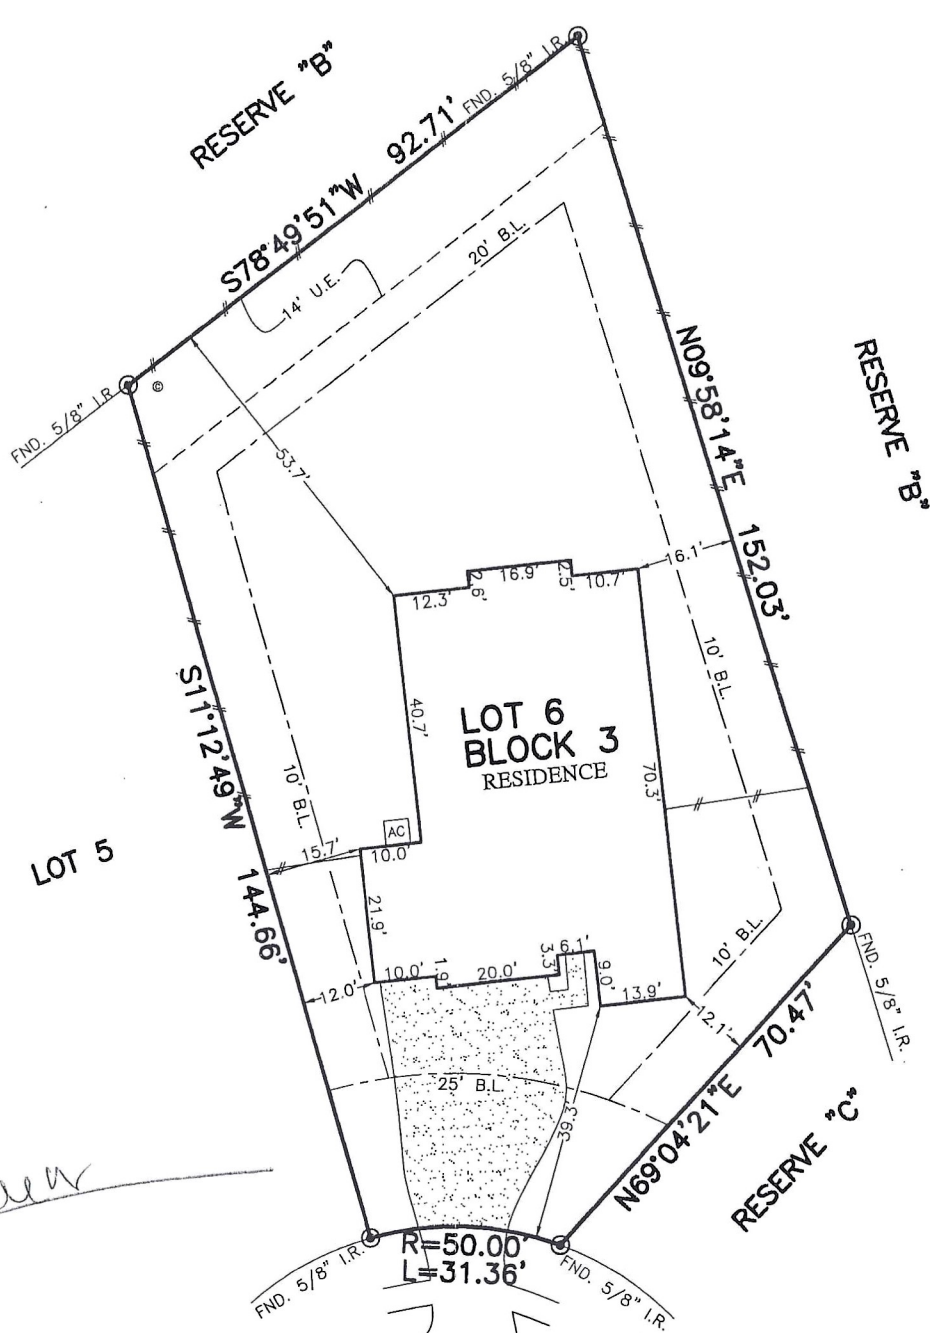 RESERVE "B"
FND. 5/8" I.R.
92.71'
S78°49'51"W
14' U.E.
20' B.L.
FND. 5/8" I.R.
©
53.7'
N09°58'14"E
152.03'
RESERVE "B"
16.1'
12.3'
2.6'
16.9'
2.5'
10.7'
10' B.L.
40.7'
LOT 6
BLOCK 3
RESIDENCE
70.3'
S11°12'49"W
144.66'
10' B.L.
LOT 5
AC
15.7'
10.0'
21.9'
12.0'
10.0'
1.9'
20.0'
3.3'
6.1'
9.0'
13.9'
12.1'
10' B.L.
FND. 5/8" I.R.
70.47'
N69°04'21"E
RESERVE "C"
25' B.L.
39.3'
R=50.00'
L=31.36'
FND. 5/8" I.R.
FND. 5/8" I.R.